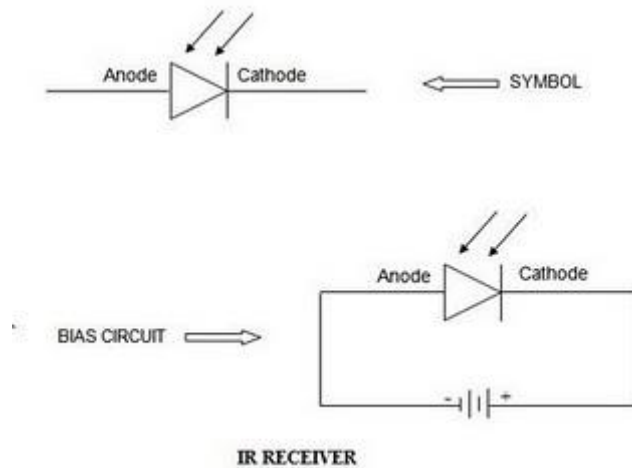 Anode Cathode
SYMBOL
Anode Cathode
BIAS CIRCUIT
- +
IR RECEIVER